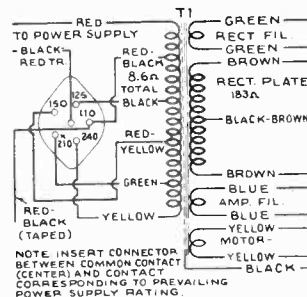 RED
T1
GREEN
TO POWER SUPPLY
RECT FIL.
-BLACK-
RED TR.
RED-
BLACK
GREEN
BROWN
8.6Ω
TOTAL
RECT. PLATE
183Ω
125
150
110
BLACK
BLACK-BROWN
RED-
YELLOW
210
240
GREEN
BROWN
BLUE
AMP. FIL.
BLUE
RED-
BLACK
(TAPED)
YELLOW
YELLOW
MOTOR-
YELLOW
BLACK
NOTE INSERT CONNECTOR
BETWEEN COMMON CONTACT
(CENTER) AND CONTACT
CORRESPONDING TO PREVAILING
POWER SUPPLY RATING.